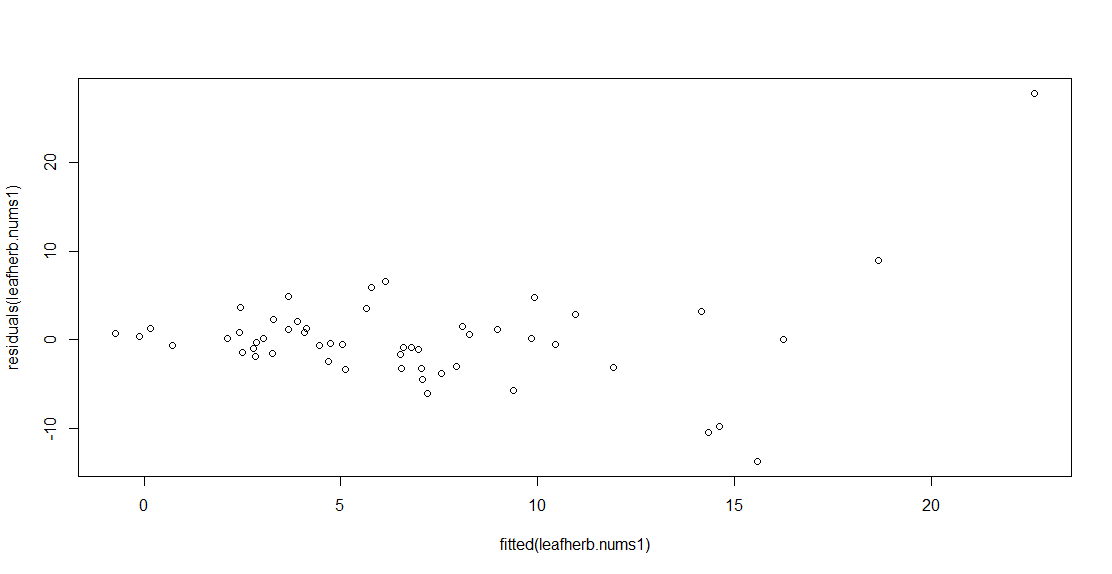 residuals(leafherb.nums1)
20
10
0
-10
0 5 10 15 20
fitted(leafherb.nums1)